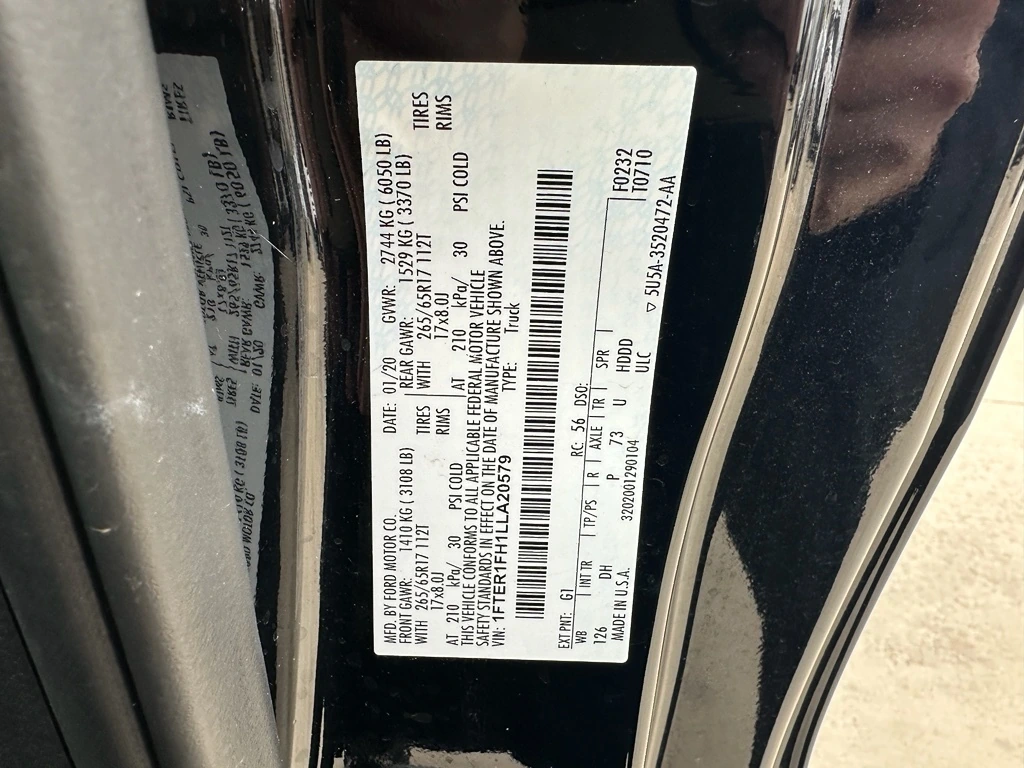 MFD. BY FORD MOTOR CO. DATE: 01/20 GVWR: 2744 KG ( 6050 LB)
FRONT GAWR: 1410 KG ( 3108 LB) REAR GAWR: 1529 KG ( 3370 LB)
WITH 265/65R17 112T TIRES WITH 265/65R17 112T TIRES
17x8.0J RIMS 17x8.0J RIMS
AT 210 kPa/ 30 PSI COLD AT 210 kPa/ 30 PSI COLD
THIS VEHICLE CONFORMS TO ALL APPLICABLE FEDERAL MOTOR VEHICLE
SAFETY STANDARDS IN EFFECT ON THE DATE OF MANUFACTURE SHOWN ABOVE.
VIN: 1FTER1FH1LLA20579 TYPE: Truck
EXT PNT: G1 RC: 56 DSO:
WB INT TR TP/PS R AXLE TR SPR F0232
126 DH P 73 U HDDD T0710
ULC
MADE IN U.S.A. 3202001290104 ▽ 5U5A-3520472-AA